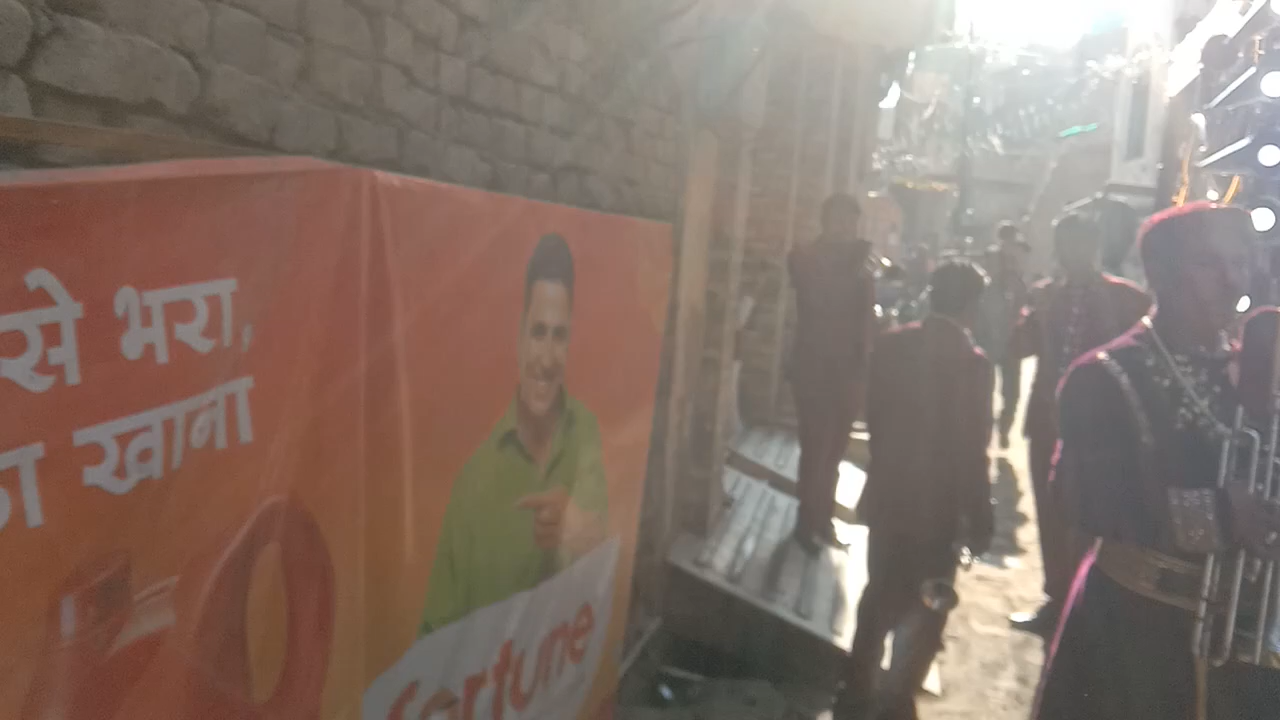 से भरा,
का खाना
fortune